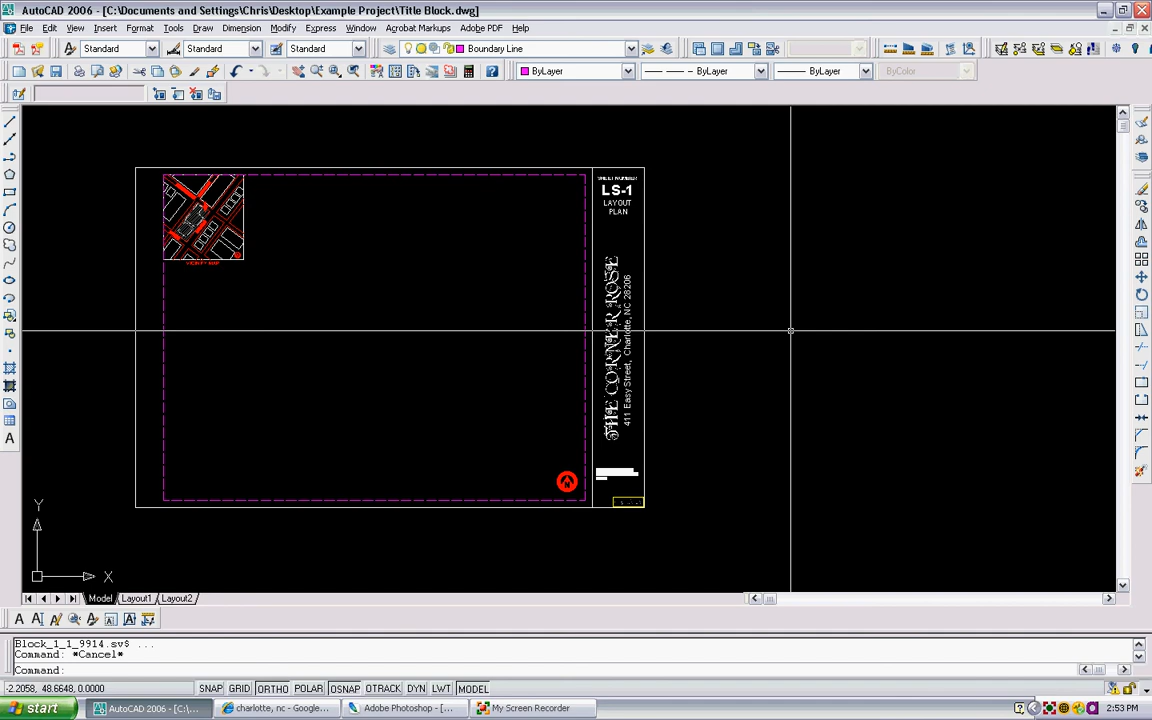 AutoCAD 2006 - [C:\Documents and Settings\Chris\Desktop\Example Project\Title Block.dwg]
File Edit View Insert Format Tools Draw Dimension Modify Express Window Acrobat Markups Adobe PDF Help
Standard Standard Standard Boundary Line
ByLayer ByLayer ByLayer ByColor
SHEET NUMBER
LS-1
LAYOUT
PLAN
THE CORNER ROSE
411 Easy Street, Charlotte, NC 28206
VICINITY MAP
N
Y
X
Model Layout1 Layout2
A A A A A
Block_1_1_9914.sv$ ...
Command: *Cancel*
Command:
-2.2058, 48.6648, 0.0000 SNAP GRID ORTHO POLAR OSNAP OTRACK DYN LWT MODEL
start AutoCAD 2006 - [C:\... charlotte, nc - Google... Adobe Photoshop - [... My Screen Recorder 2:53 PM